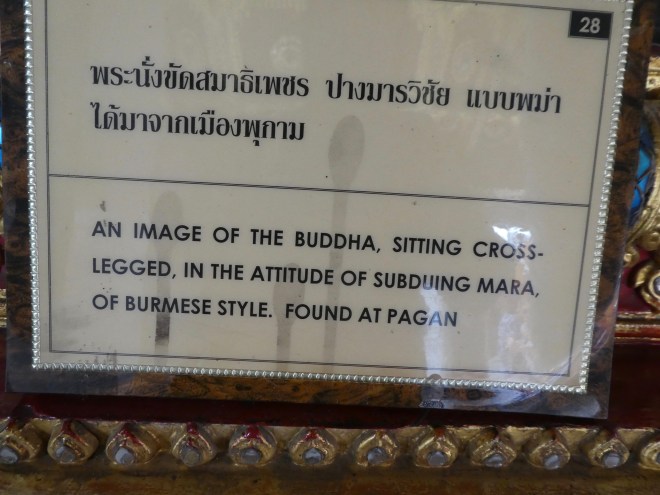 28
พระนั่งขัดสมาธิเพชร ปางมารวิชัย แบบพม่า
ได้มาจากเมืองพุกาม
AN IMAGE OF THE BUDDHA, SITTING CROSS-
LEGGED, IN THE ATTITUDE OF SUBDUING MARA,
OF BURMESE STYLE. FOUND AT PAGAN